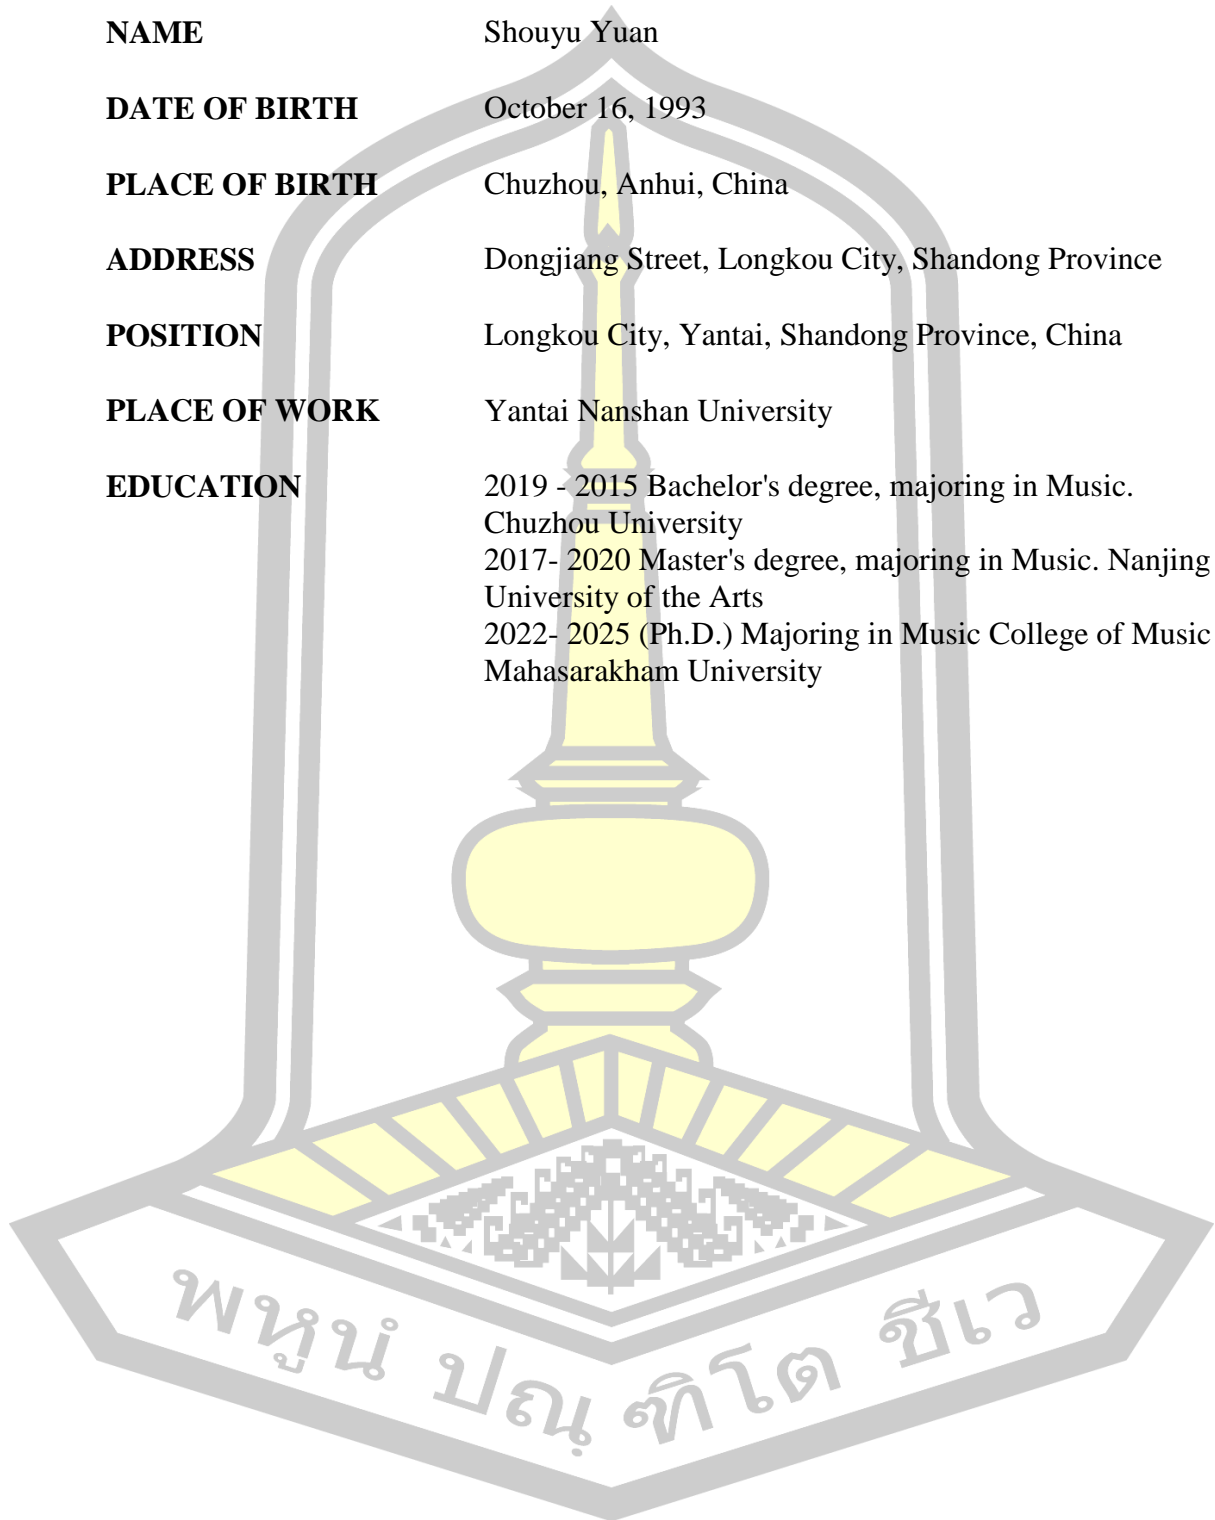 NAME Shouyu Yuan
DATE OF BIRTH October 16, 1993
PLACE OF BIRTH Chuzhou, Anhui, China
ADDRESS Dongjiang Street, Longkou City, Shandong Province
POSITION Longkou City, Yantai, Shandong Province, China
PLACE OF WORK Yantai Nanshan University
EDUCATION 2019 - 2015 Bachelor's degree, majoring in Music.
Chuzhou University
2017- 2020 Master's degree, majoring in Music. Nanjing
University of the Arts
2022- 2025 (Ph.D.) Majoring in Music College of Music
Mahasarakham University
พหูนํ ปณฺฑิโต ชีเว